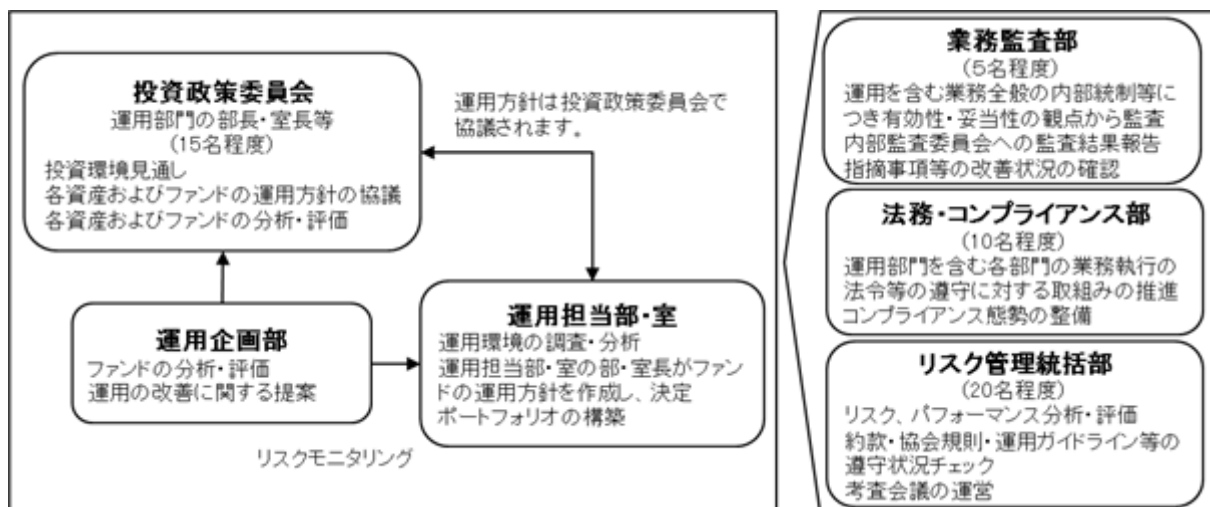 投資政策委員会
運用部門の部長・室長等
(15名程度)
投資環境見通し
各資産およびファンドの運用方針の協議
各資産およびファンドの分析・評価
運用方針は投資政策委員会で
協議されます。
運用企画部
ファンドの分析・評価
運用の改善に関する提案
運用担当部・室
運用環境の調査・分析
運用担当部・室の部・室長がファン
ドの運用方針を作成し、決定
ポートフォリオの構築
リスクモニタリング
業務監査部
(5名程度)
運用を含む業務全般の内部統制等に
つき有効性・妥当性の観点から監査
内部監査委員会への監査結果報告
指摘事項等の改善状況の確認
法務・コンプライアンス部
(10名程度)
運用部門を含む各部門の業務執行の
法令等の遵守に対する取組みの推進
コンプライアンス態勢の整備
リスク管理統括部
(20名程度)
リスク、パフォーマンス分析・評価
約款・協会規則・運用ガイドライン等の
遵守状況チェック
考査会議の運営